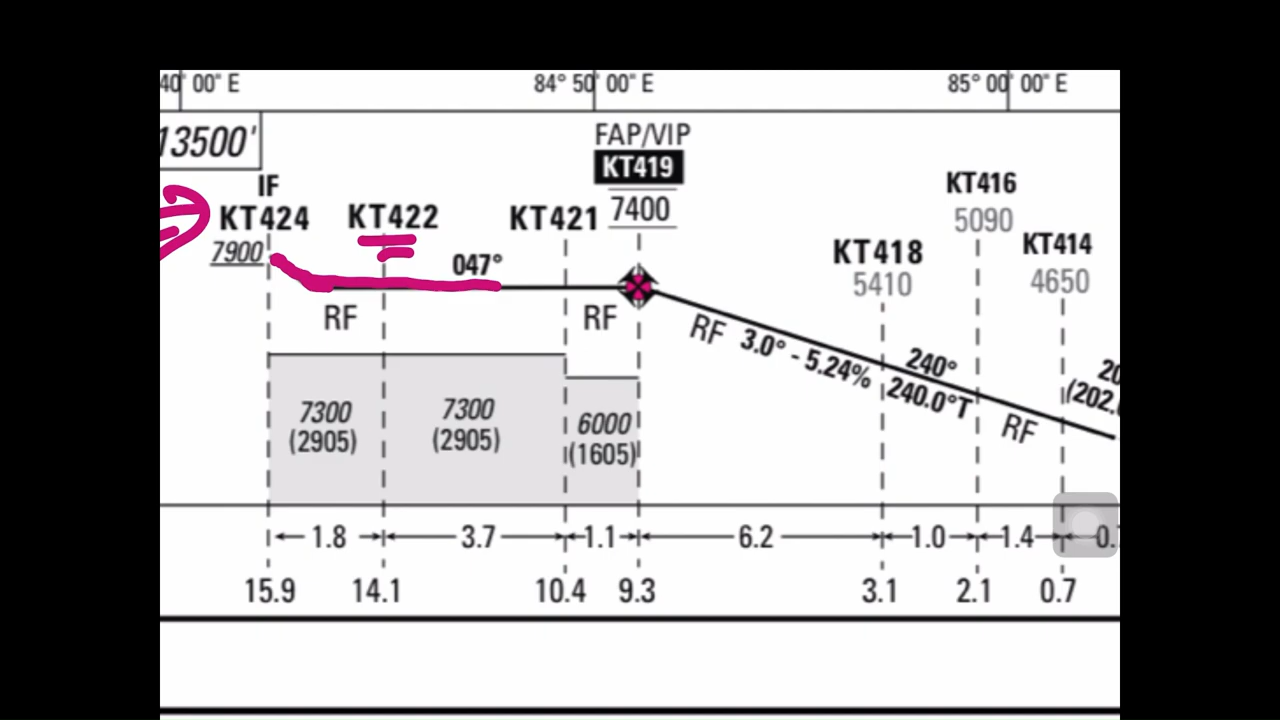 40' 00" E 84° 50' 00" E 85° 00' 00" E
13500'
FAP/VIP
KT419
IF
KT424 KT422 KT421 7400
KT416
5090
7900
KT418
5410
KT414
4650
047°
RF RF RF 3.0° - 5.24% 240°
240.0°T
RF
7300 7300 6000
(2905) (2905) (1605)
1.8 3.7 1.1 6.2 1.0 1.4
15.9 14.1 10.4 9.3 3.1 2.1 0.7